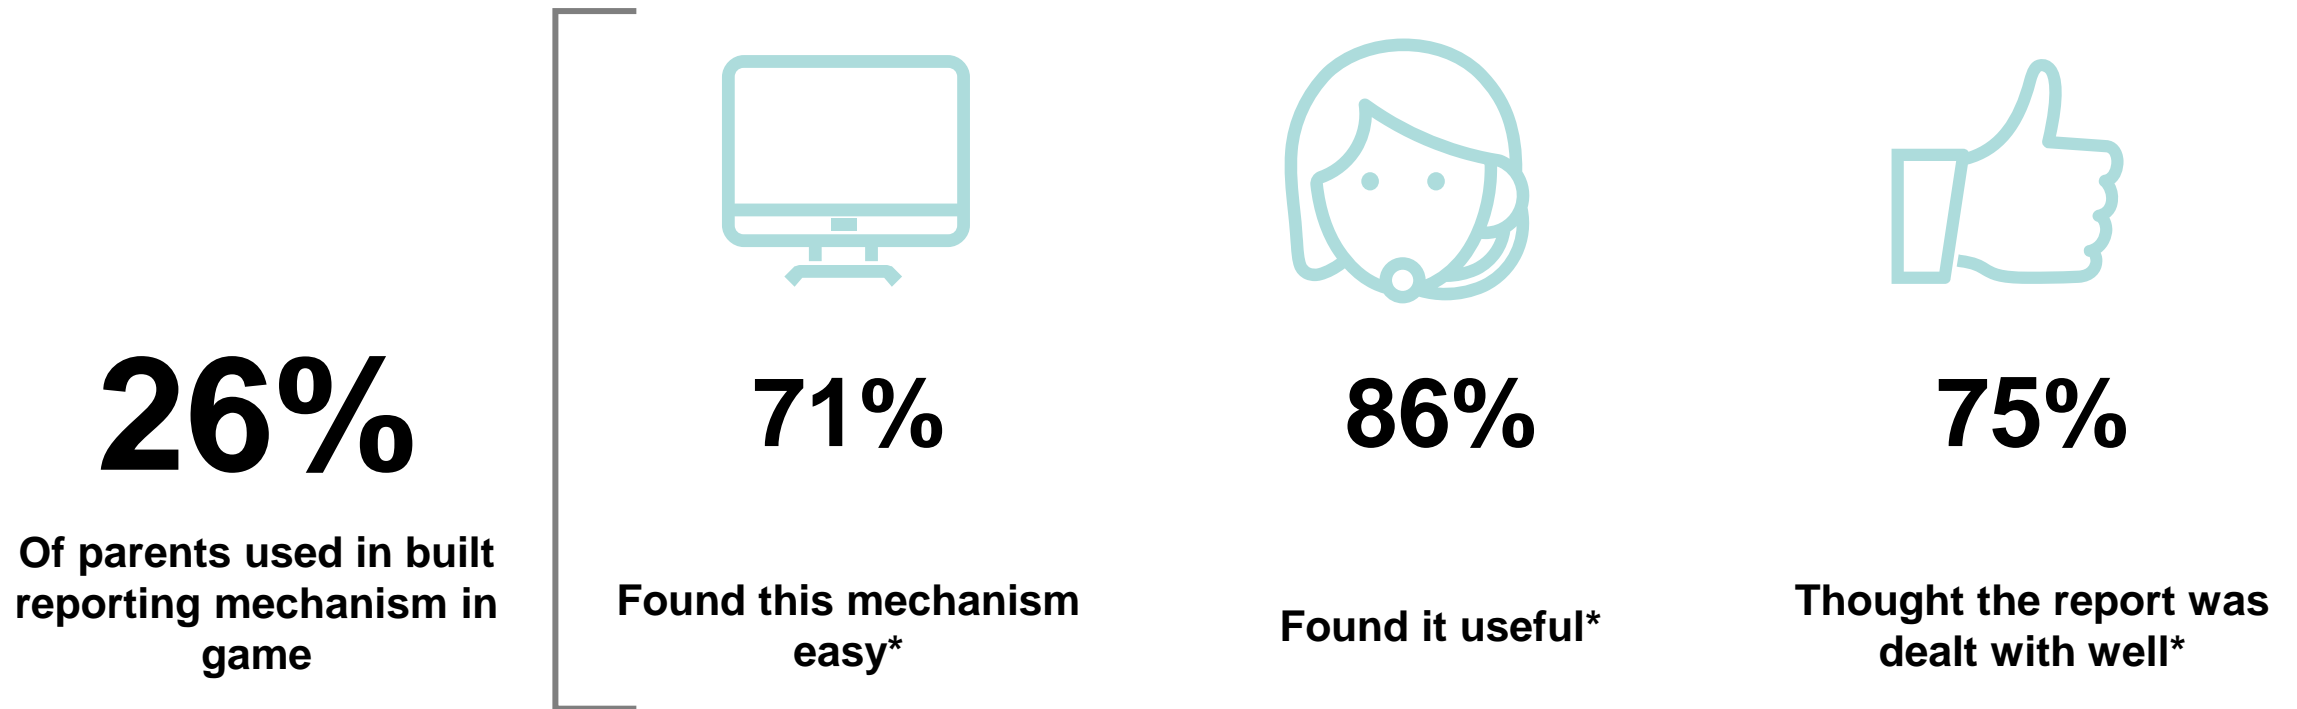 26%
Of parents used in built
reporting mechanism in
game
71%
Found this mechanism
easy*
86%
Found it useful*
75%
Thought the report was
dealt with well*